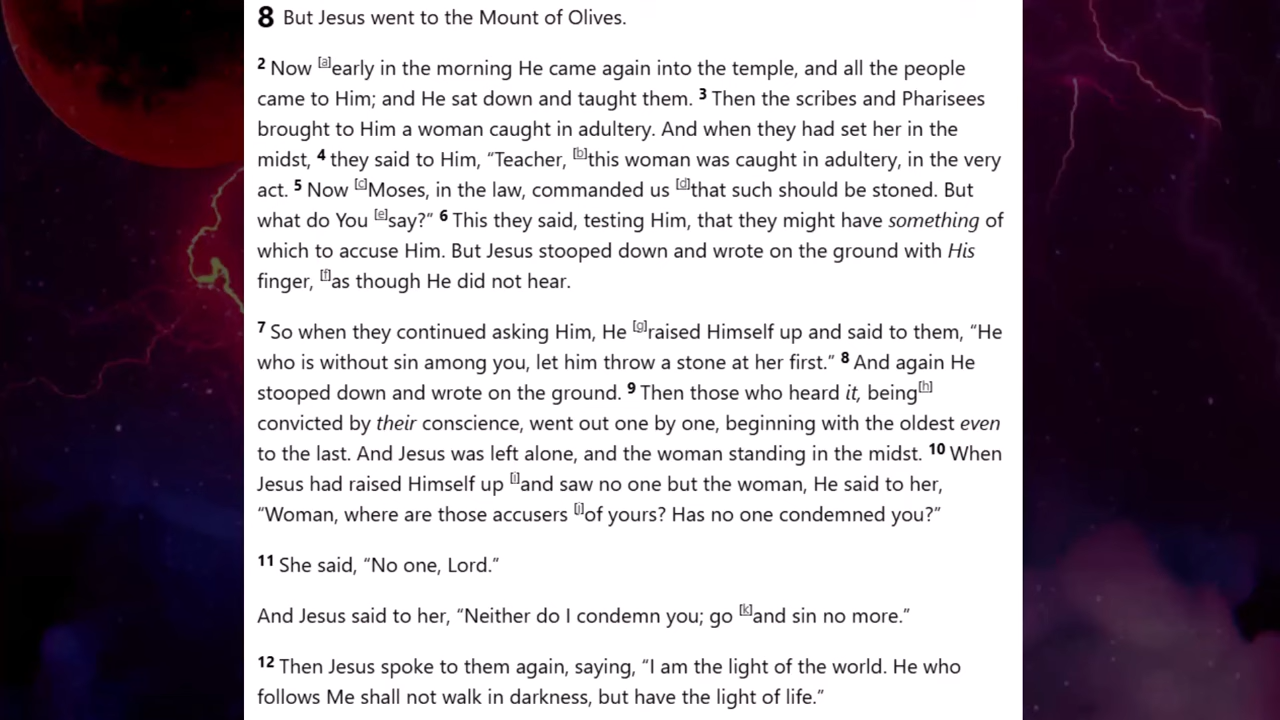 8 But Jesus went to the Mount of Olives.
2 Now [a]early in the morning He came again into the temple, and all the people
came to Him; and He sat down and taught them. 3 Then the scribes and Pharisees
brought to Him a woman caught in adultery. And when they had set her in the
midst, 4 they said to Him, “Teacher, [b]this woman was caught in adultery, in the very
act. 5 Now [c]Moses, in the law, commanded us [d]that such should be stoned. But
what do You [e]say?” 6 This they said, testing Him, that they might have something of
which to accuse Him. But Jesus stooped down and wrote on the ground with His
finger, [f]as though He did not hear.
7 So when they continued asking Him, He [g]raised Himself up and said to them, “He
who is without sin among you, let him throw a stone at her first.” 8 And again He
stooped down and wrote on the ground. 9 Then those who heard it, being[h]
convicted by their conscience, went out one by one, beginning with the oldest even
to the last. And Jesus was left alone, and the woman standing in the midst. 10 When
Jesus had raised Himself up [i]and saw no one but the woman, He said to her,
“Woman, where are those accusers [j]of yours? Has no one condemned you?”
11 She said, “No one, Lord.”
And Jesus said to her, “Neither do I condemn you; go [k]and sin no more.”
12 Then Jesus spoke to them again, saying, “I am the light of the world. He who
follows Me shall not walk in darkness, but have the light of life.”